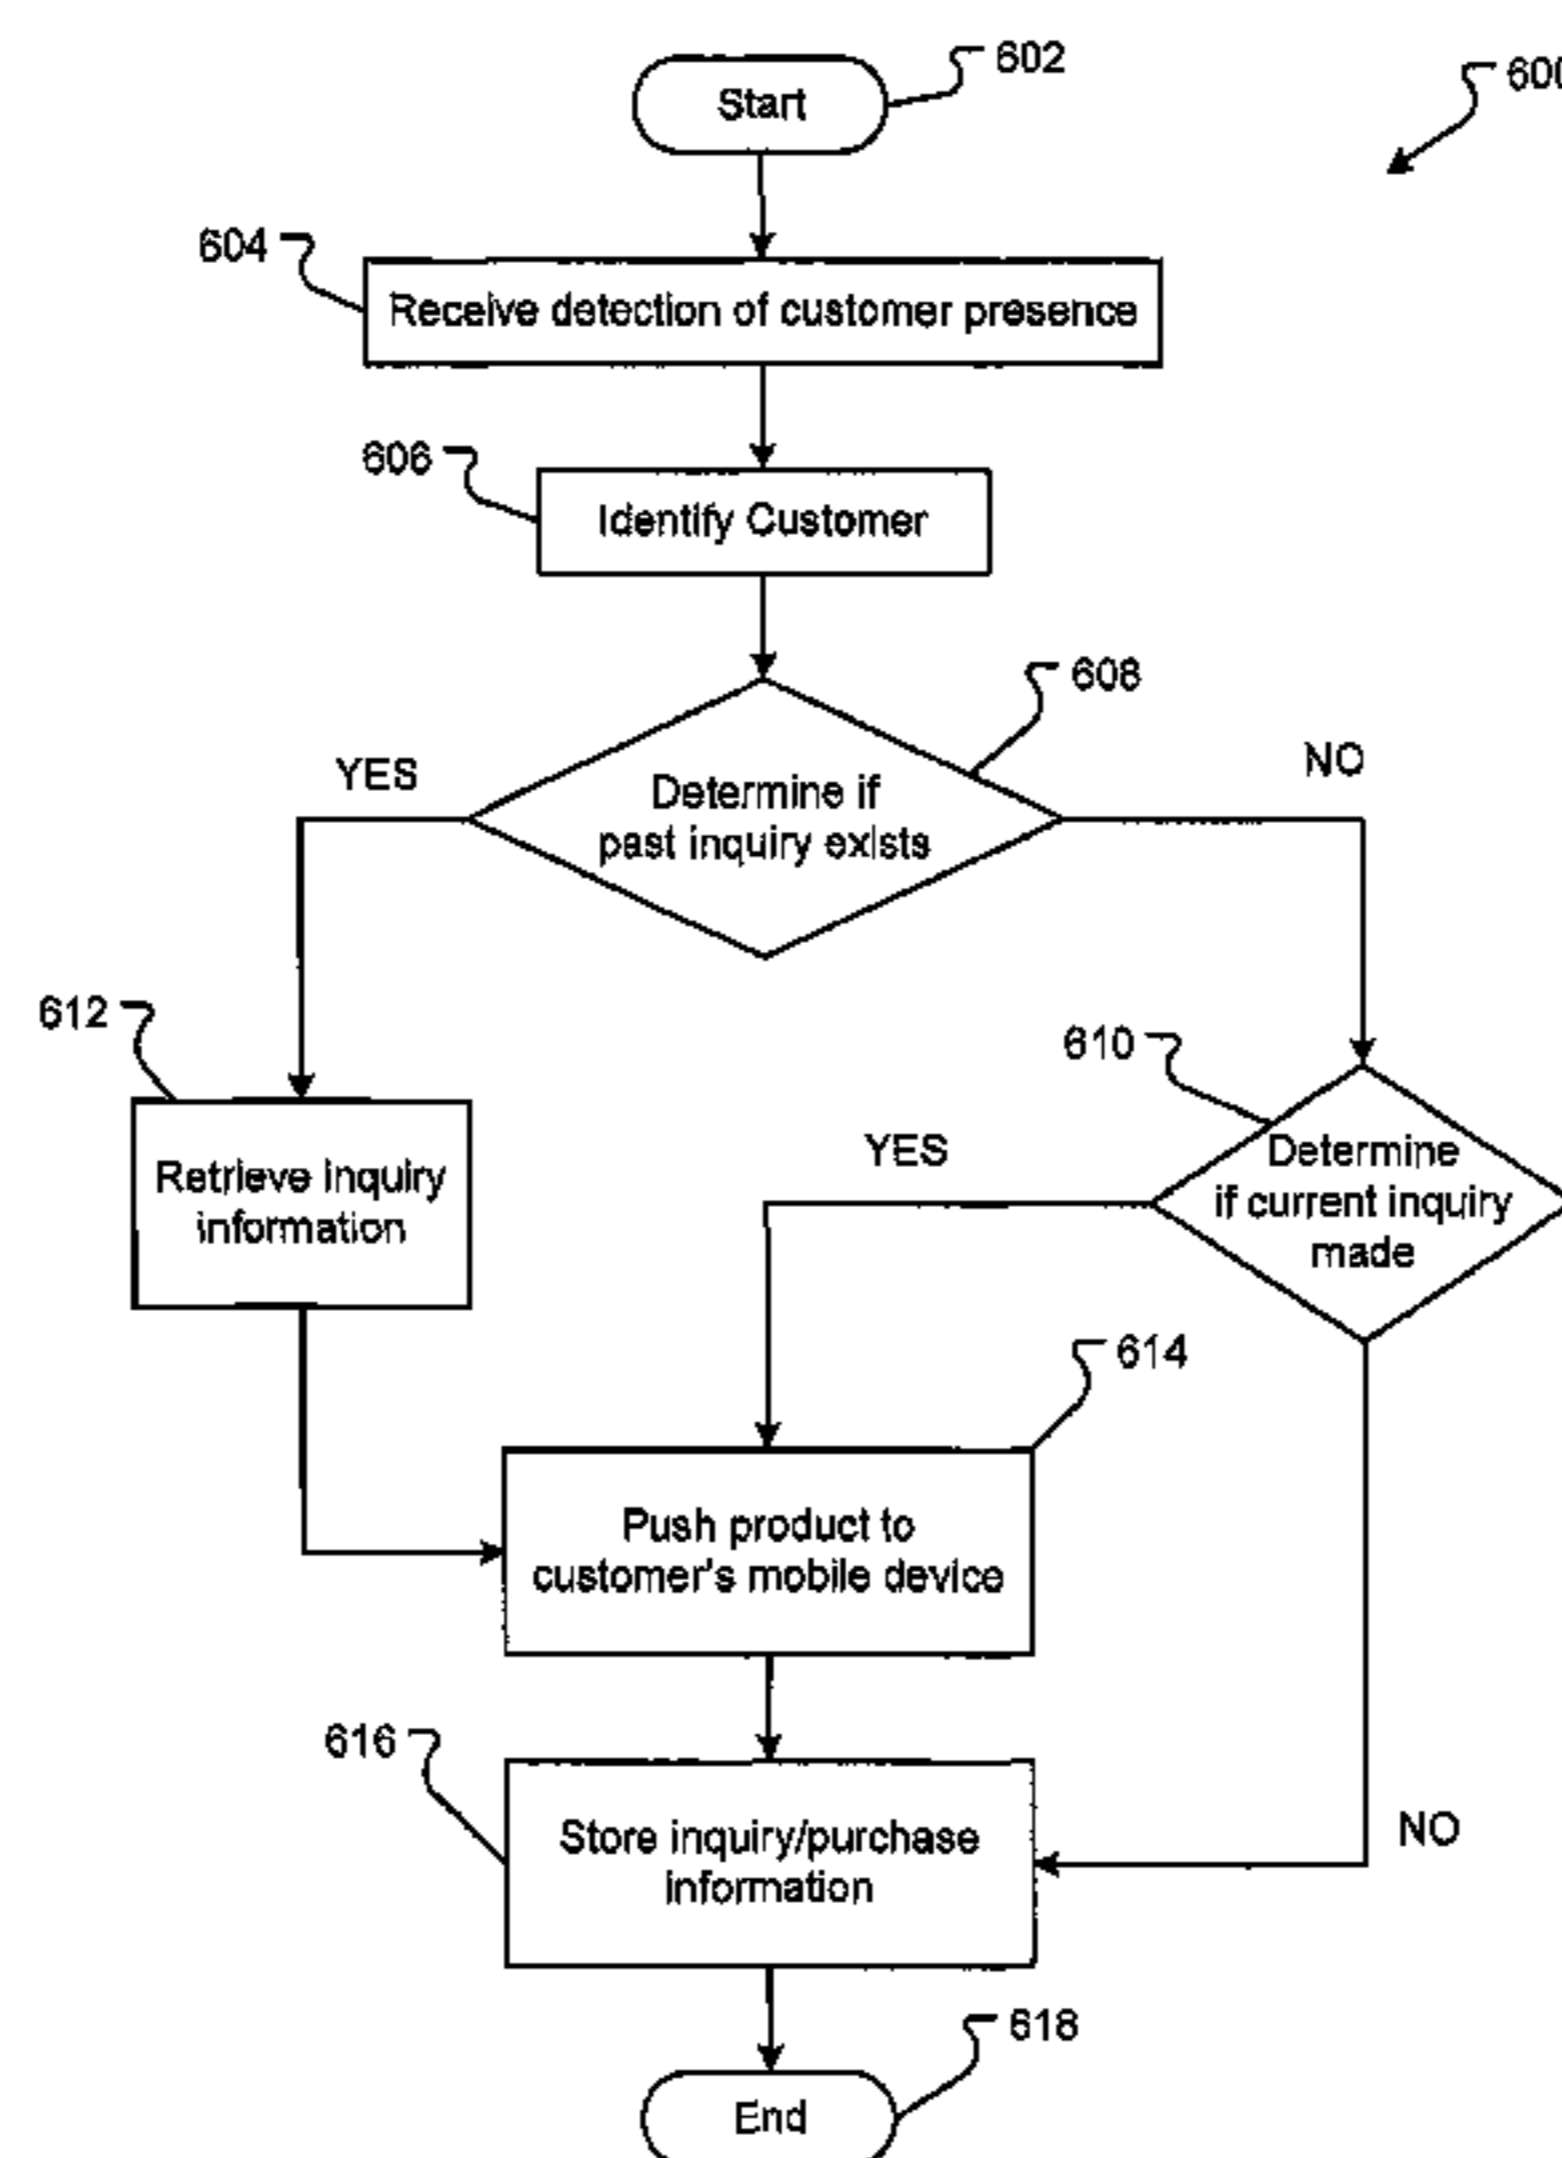 602
Start
600
604
Receive detection of customer presence
606
Identify Customer
608
YES
NO
Determine if
past inquiry exists
612
610
Retrieve inquiry
information
YES
Determine
if current inquiry
made
614
Push product to
customer's mobile device
616
Store inquiry/purchase
information
NO
618
End